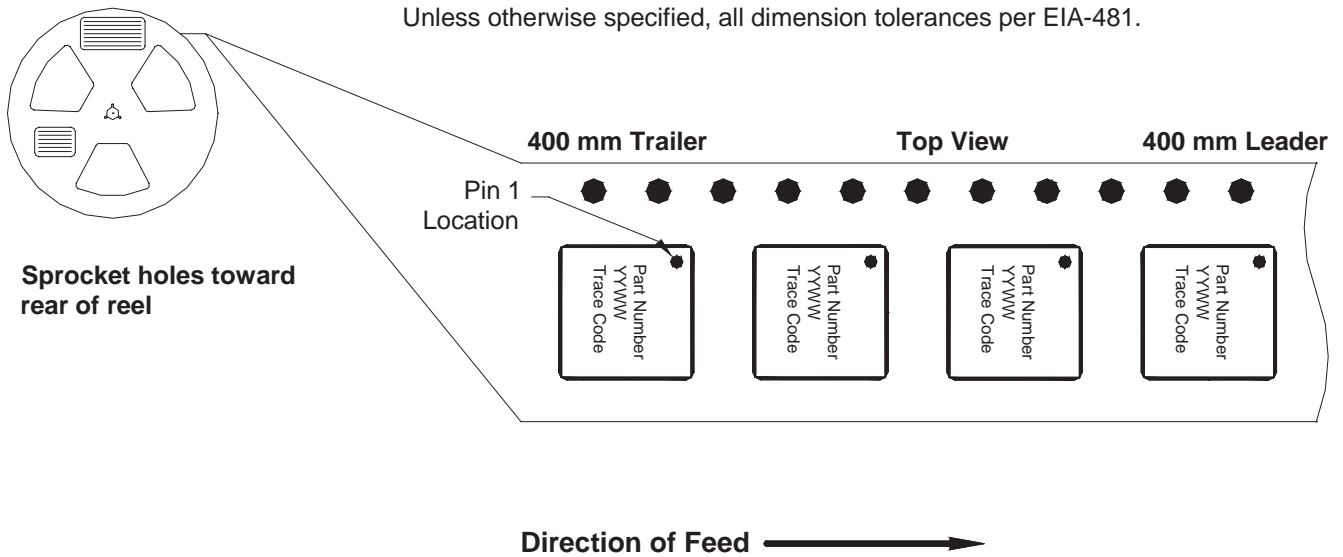 Unless otherwise specified, all dimension tolerances per EIA-481.
400 mm Trailer
Top View
400 mm Leader
Pin 1
Location
Sprocket holes toward
rear of reel
Part Number
YYWW
Trace Code
Part Number
YYWW
Trace Code
Part Number
YYWW
Trace Code
Part Number
YYWW
Trace Code
Direction of Feed